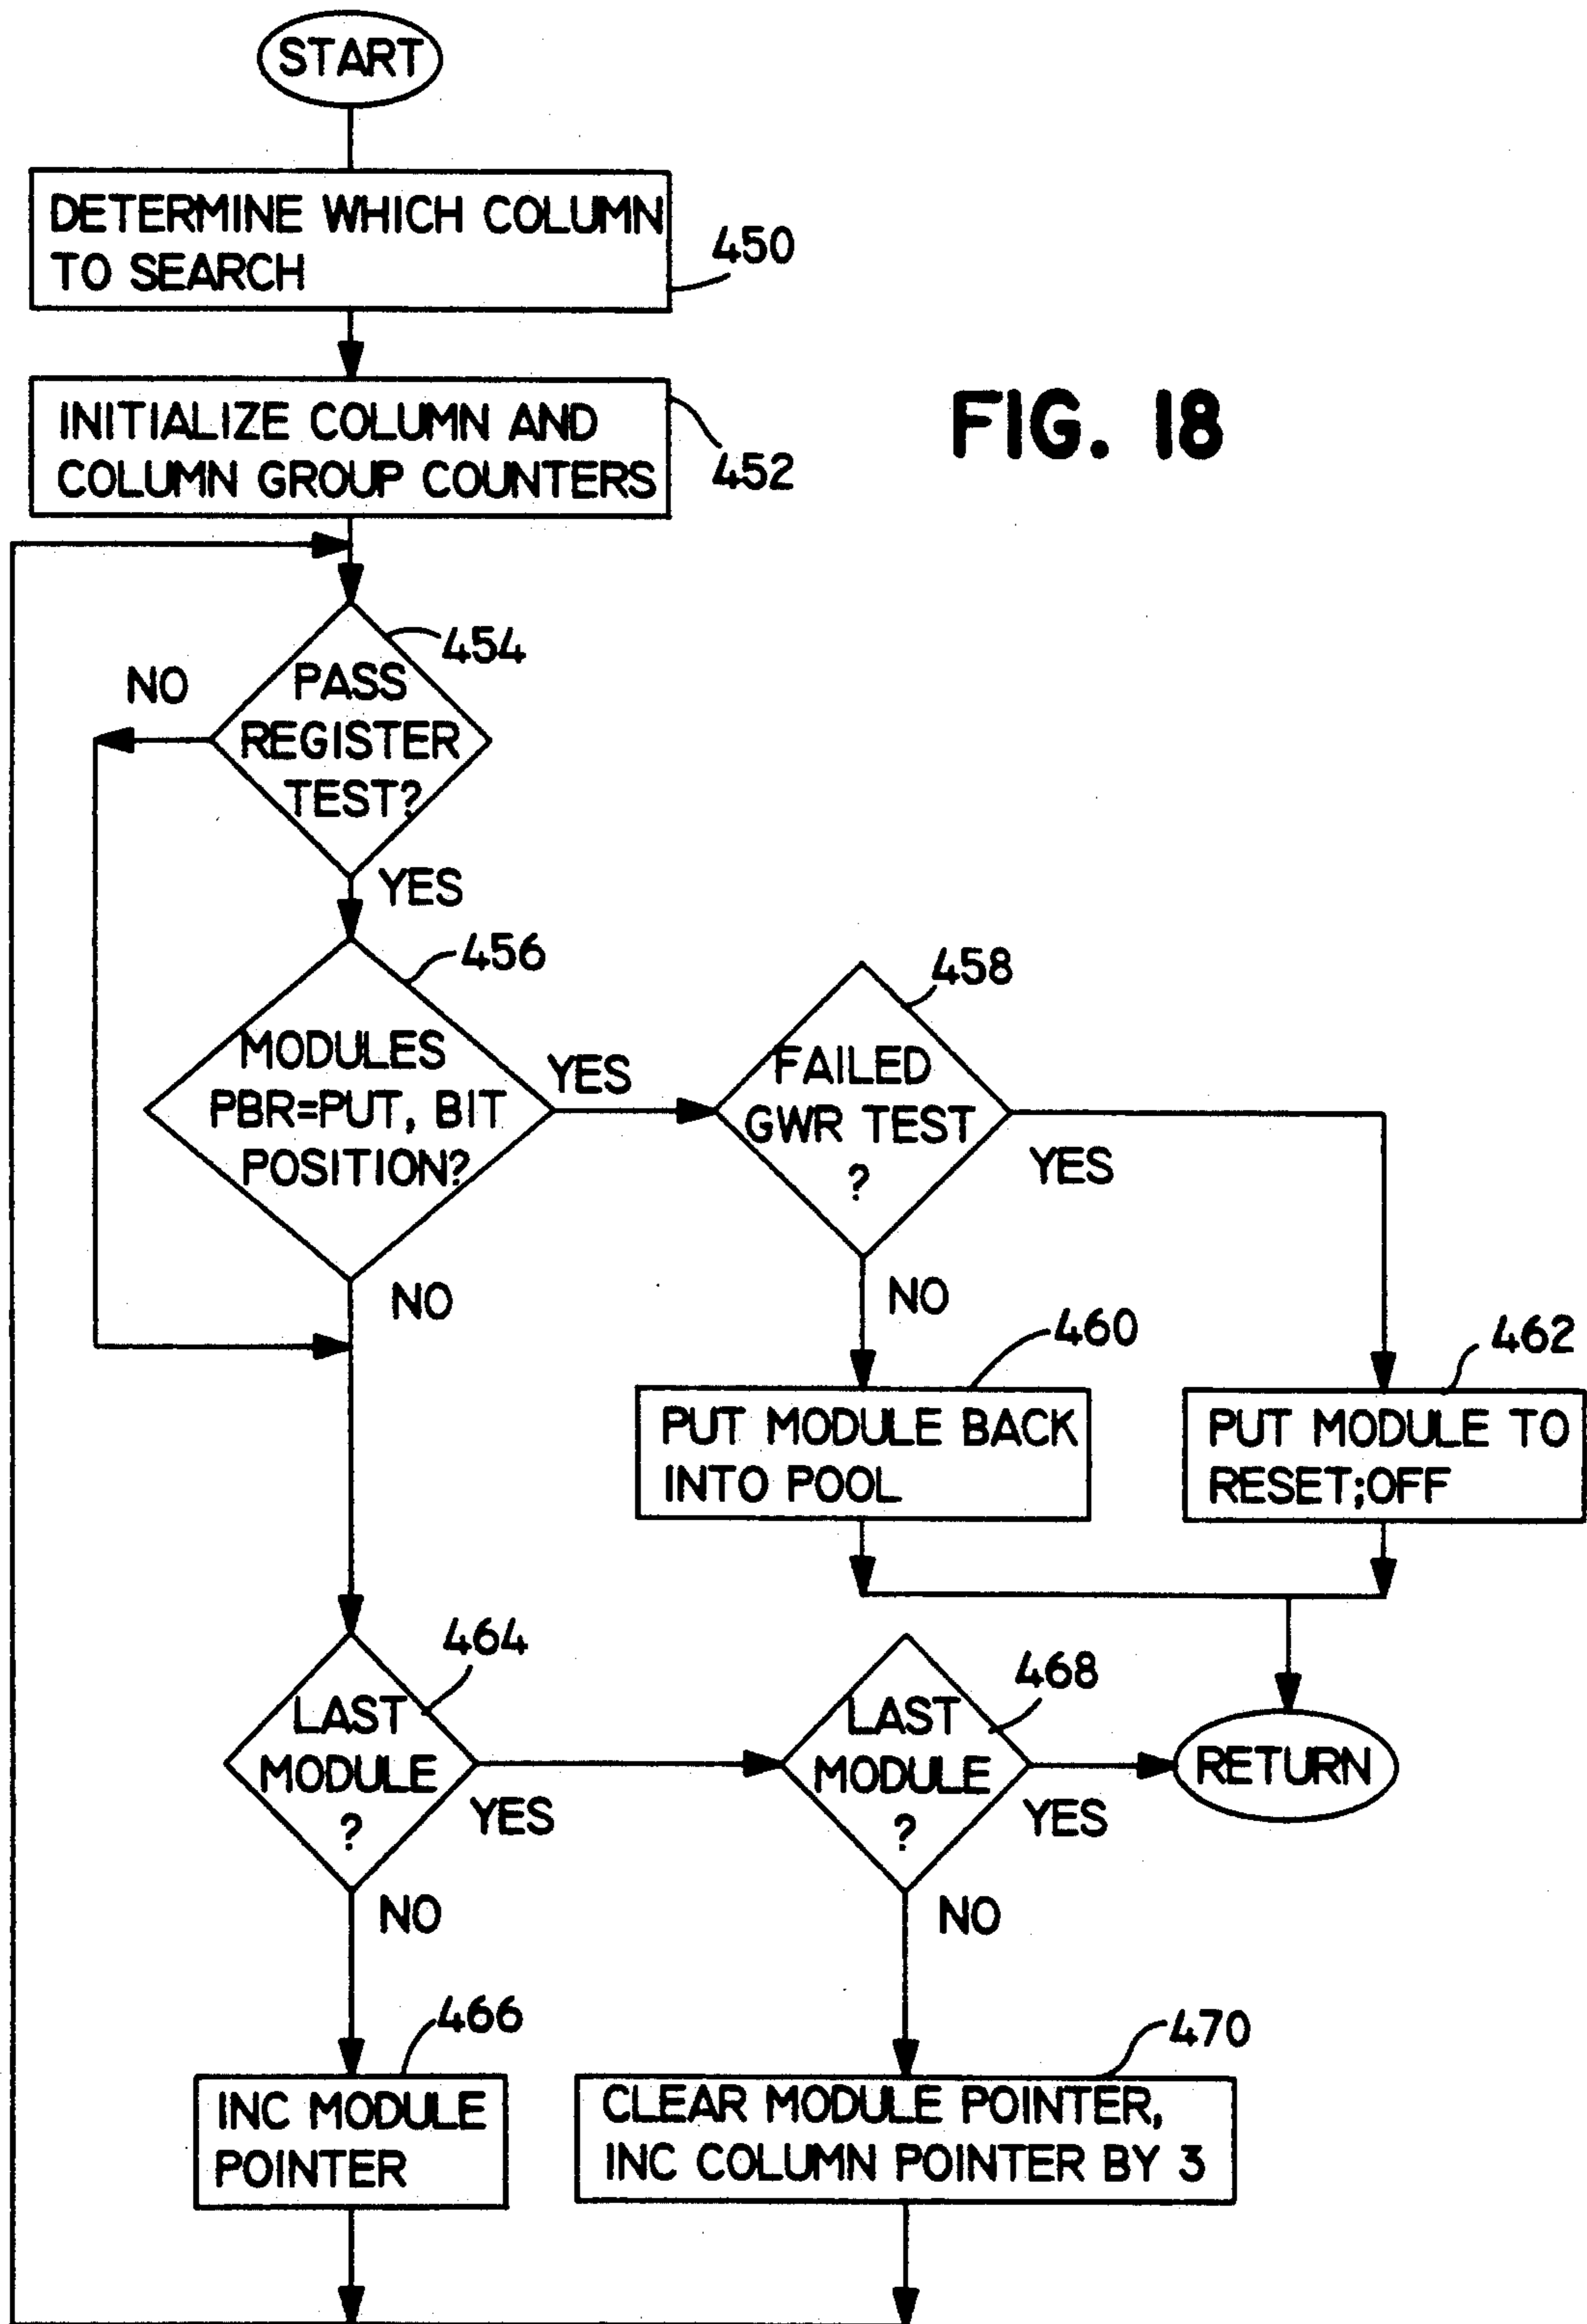 START
DETERMINE WHICH COLUMN
TO SEARCH
450
INITIALIZE COLUMN AND
COLUMN GROUP COUNTERS
452
FIG. 18
454
NO
PASS
REGISTER
TEST?
YES
456
MODULES
PBR=PUT, BIT
POSITION?
YES
NO
458
FAILED
GWR TEST
?
YES
NO
460
PUT MODULE BACK
INTO POOL
462
PUT MODULE TO
RESET;OFF
464
LAST
MODULE
?
YES
NO
468
LAST
MODULE
?
YES
NO
RETURN
466
INC MODULE
POINTER
470
CLEAR MODULE POINTER,
INC COLUMN POINTER BY 3